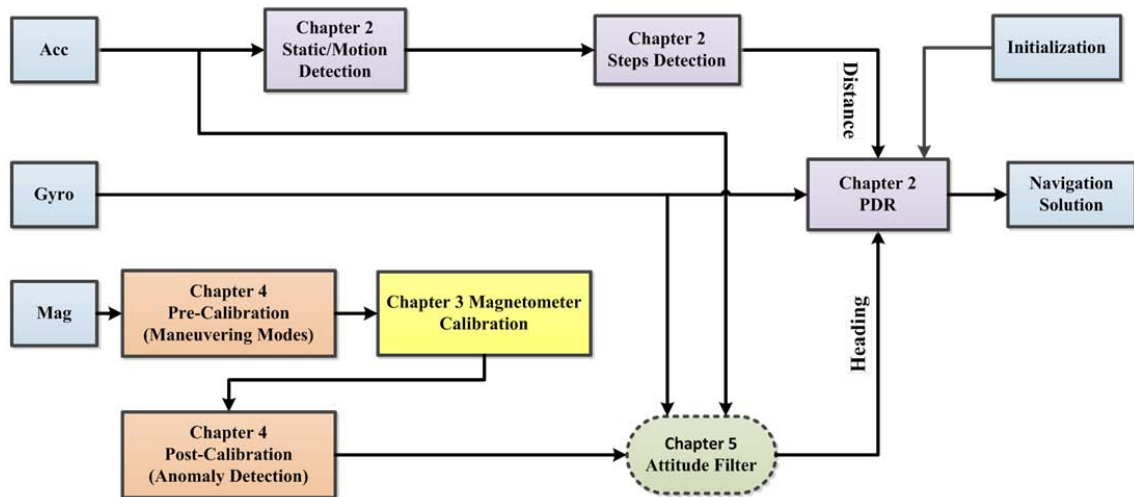 Acc
Chapter 2
Static/Motion
Detection
Chapter 2
Steps Detection
Initialization
Distance
Gyro
Chapter 2
PDR
Navigation
Solution
Mag
Chapter 4
Pre-Calibration
(Maneuvering Modes)
Chapter 3 Magnetometer
Calibration
Heading
Chapter 4
Post-Calibration
(Anomaly Detection)
Chapter 5
Attitude Filter